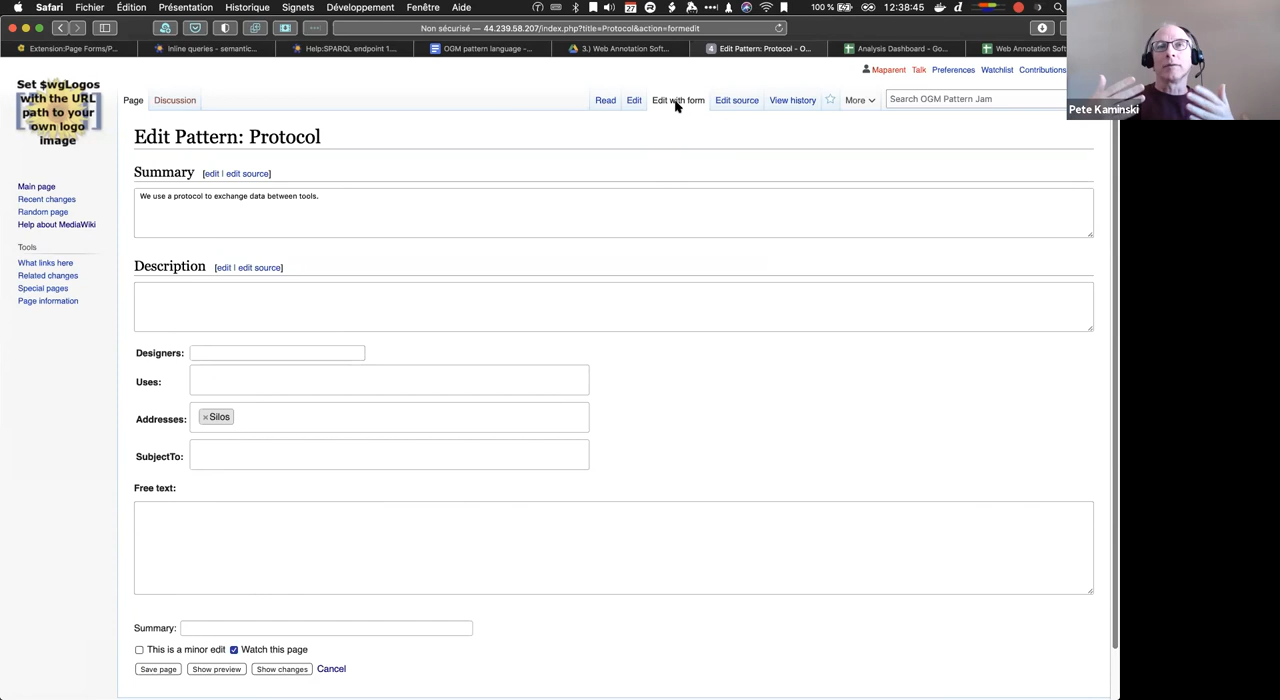 Safari Fichier Édition Présentation Historique Signets Développement Fenêtre Aide 27 100 % 12:38:45
Non sécurisé — 44.239.58.207/index.php?title=Protocol&action=formedit
Extension:Page Forms/P... Inline queries - semantic... Help:SPARQL endpoint 1.... OGM pattern language -... 3.) Web Annotation Soft... 4 Edit Pattern: Protocol - O... Analysis Dashboard - Go... Web Annotation Soft
Maparent Talk Preferences Watchlist Contributions
Set $wgLogos
with the URL
path to your
own logo
image
Page Discussion Read Edit Edit with form Edit source View history More Search OGM Pattern Jam
Pete Kaminski
Edit Pattern: Protocol
Summary [edit | edit source]
We use a protocol to exchange data between tools.
Main page
Recent changes
Random page
Help about MediaWiki
Tools
What links here
Related changes
Special pages
Page information
Description [edit | edit source]
Designers:
Uses:
Addresses: × Silos
SubjectTo:
Free text:
Summary:
This is a minor edit Watch this page
Save page Show preview Show changes Cancel